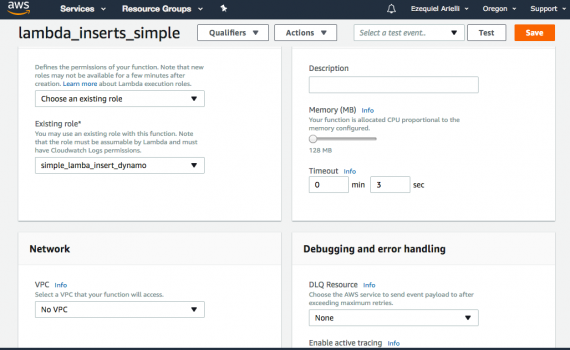 aws Services Resource Groups Ezequiel Arielli Oregon Support
lambda_inserts_simple Qualifiers Actions Select a test event.. Test Save
Defines the permissions of your function. Note that new
roles may not be available for a few minutes after
creation. Learn more about Lambda execution roles.
Choose an existing role
Existing role*
You may use an existing role with this function. Note
that the role must be assumable by Lambda and must
have Cloudwatch Logs permissions.
simple_lamba_insert_dynamo
Description
Memory (MB) Info
Your function is allocated CPU proportional to the
memory configured.
128 MB
Timeout Info
0 min 3 sec
Network
VPC Info
Select a VPC that your function will access.
No VPC
Debugging and error handling
DLQ Resource Info
Choose the AWS service to send event payload to after
exceeding maximum retries.
None
Enable active tracing Info